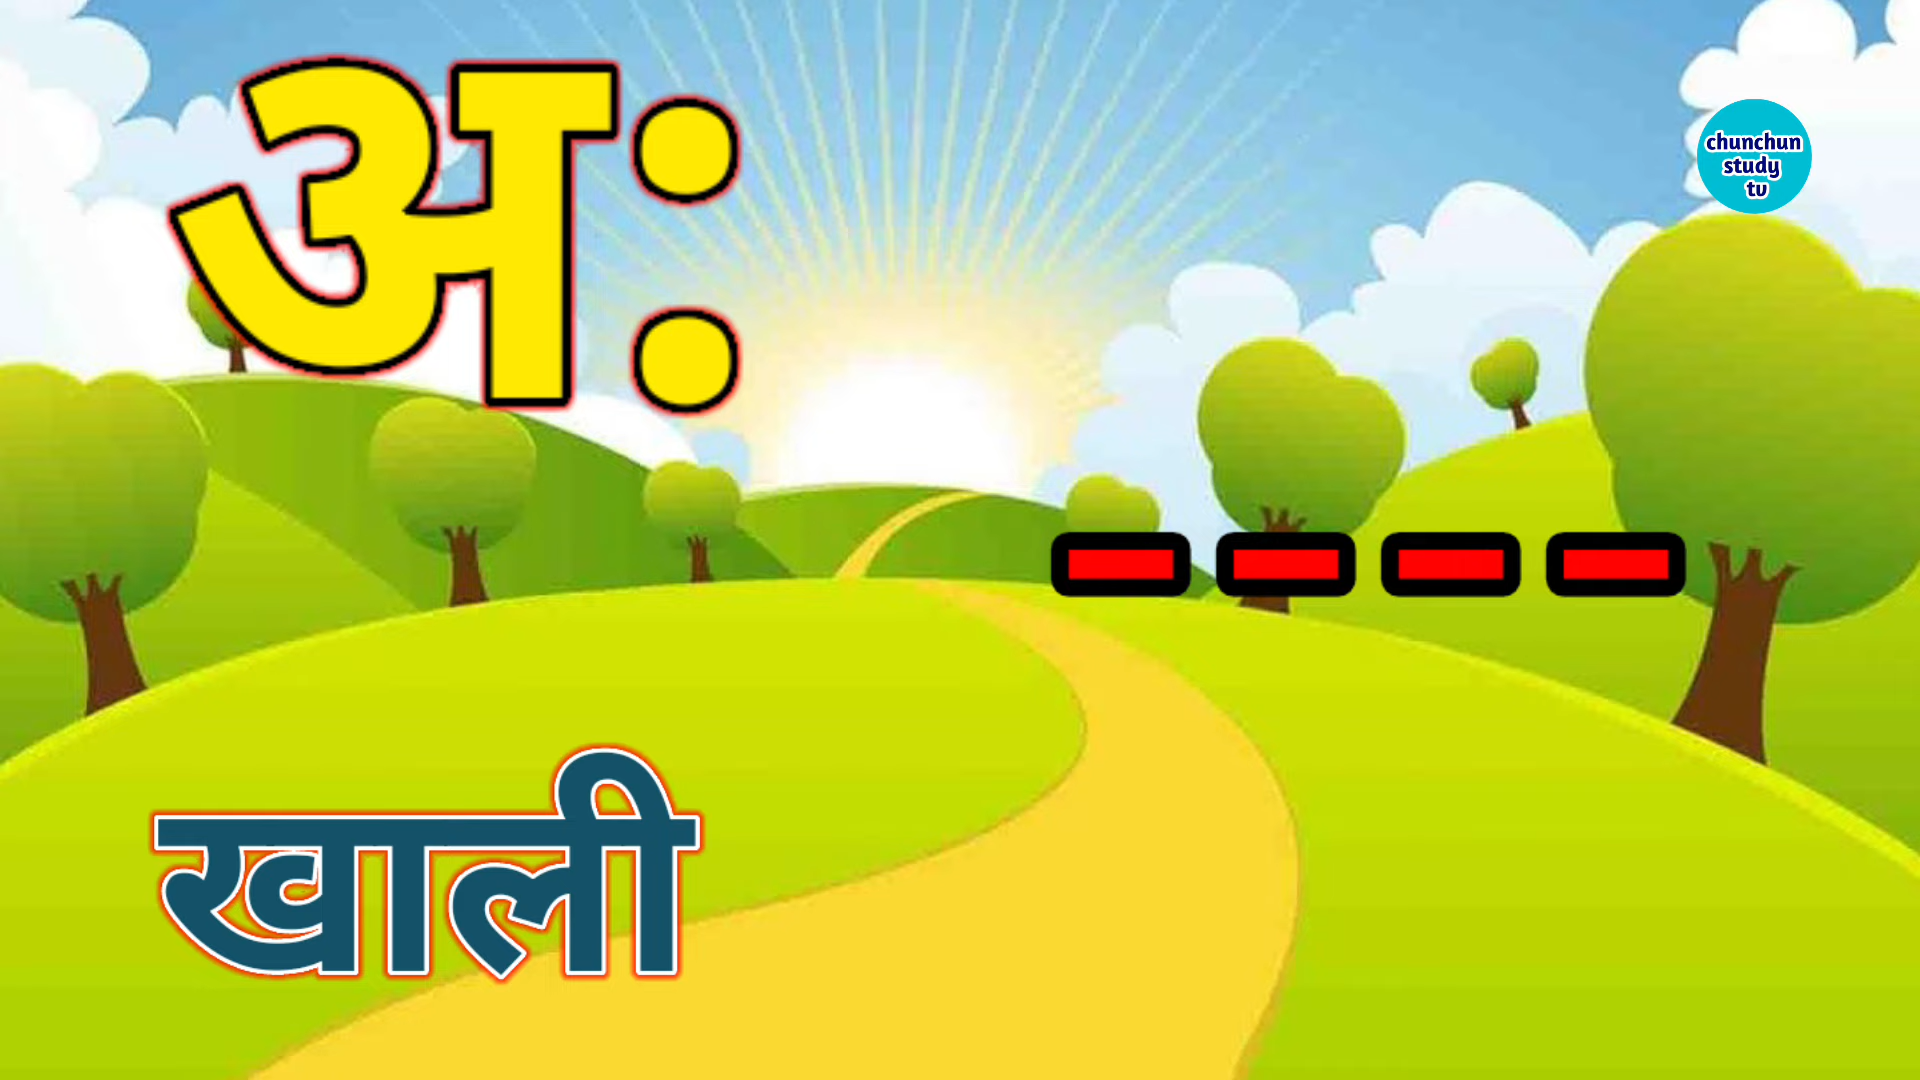 अः
chunchun
study
tv
– – – –
खाली